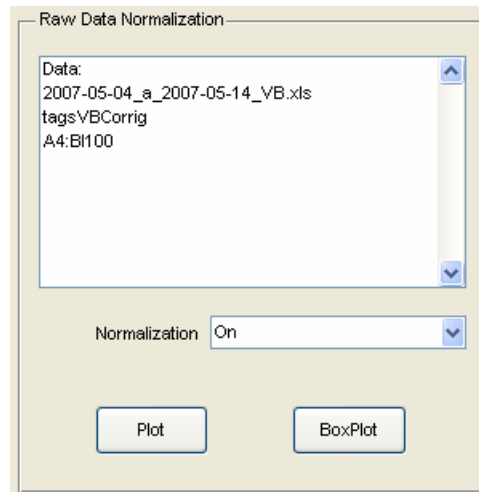 Raw Data Normalization
Data:
2007-05-04_a_2007-05-14_VB.xls
tagsVBCorrig
A4:BI100
Normalization On
Plot BoxPlot